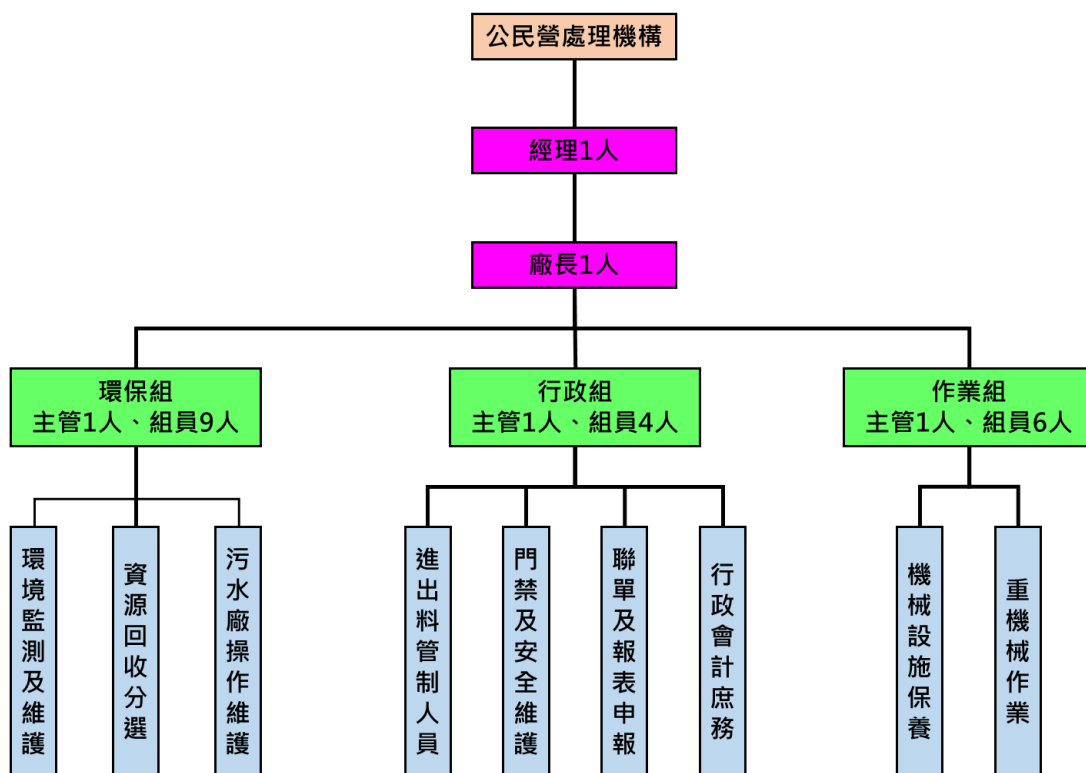 公民營處理機構
經理1人
廠長1人
環保組
主管1人、組員9人
行政組
主管1人、組員4人
作業組
主管1人、組員6人
環境監測及維護
資源回收分選
污水廠操作維護
進出料管制人員
門禁及安全維護
聯單及報表申報
行政會計庶務
機械設施保養
重機械作業